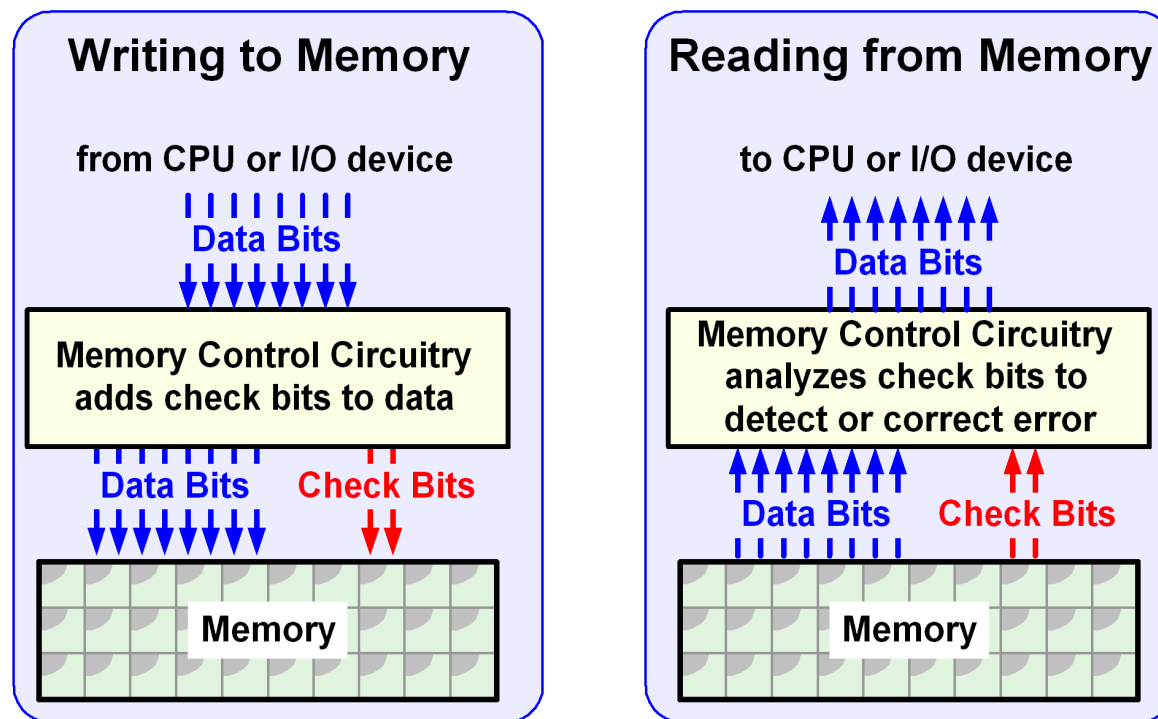 Writing to Memory
from CPU or I/O device
Data Bits
Memory Control Circuitry
adds check bits to data
Data Bits
Check Bits
Memory
Reading from Memory
to CPU or I/O device
Data Bits
Memory Control Circuitry
analyzes check bits to
detect or correct error
Data Bits
Check Bits
Memory